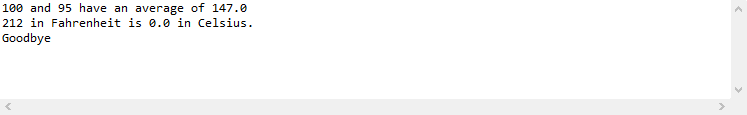 100 and 95 have an average of 147.0
212 in Fahrenheit is 0.0 in Celsius.
Goodbye